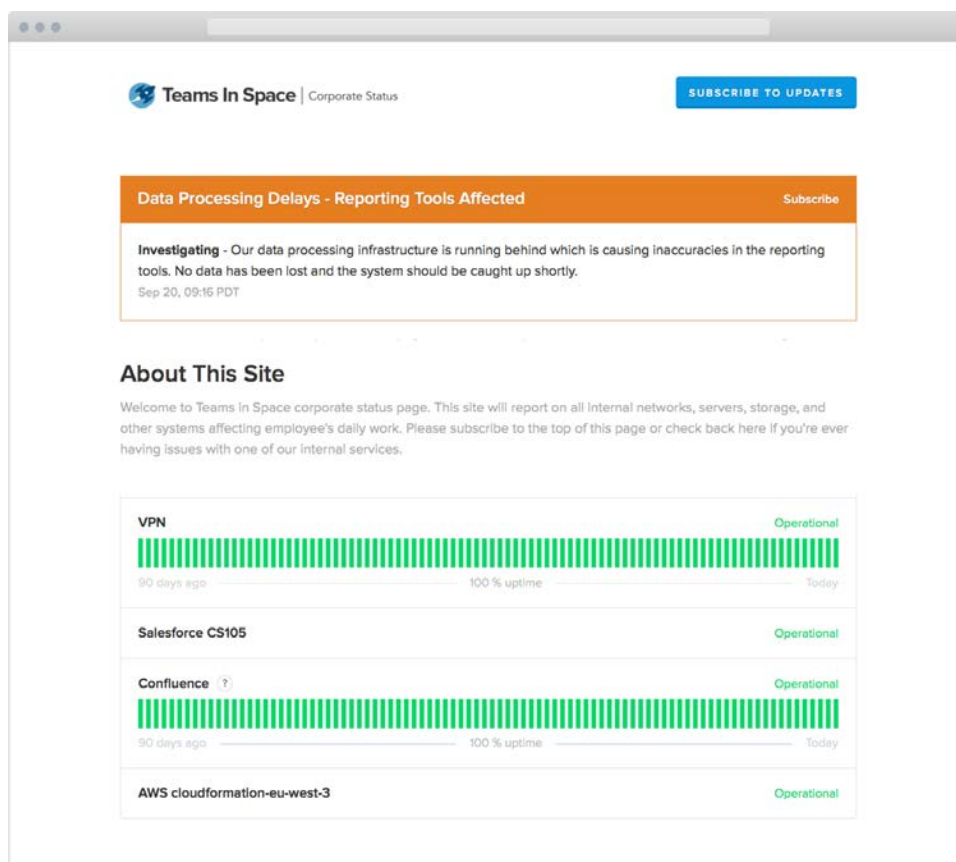 Teams In Space | Corporate Status
SUBSCRIBE TO UPDATES
Data Processing Delays - Reporting Tools Affected
Subscribe
Investigating - Our data processing infrastructure is running behind which is causing inaccuracies in the reporting
tools. No data has been lost and the system should be caught up shortly.
Sep 20, 09:16 PDT
About This Site
Welcome to Teams in Space corporate status page. This site will report on all internal networks, servers, storage, and
other systems affecting employee's daily work. Please subscribe to the top of this page or check back here if you're ever
having issues with one of our internal services.
VPN
Operational
90 days ago
100 % uptime
Today
Salesforce CS105
Operational
Confluence ?
Operational
90 days ago
100 % uptime
Today
AWS cloudformation-eu-west-3
Operational